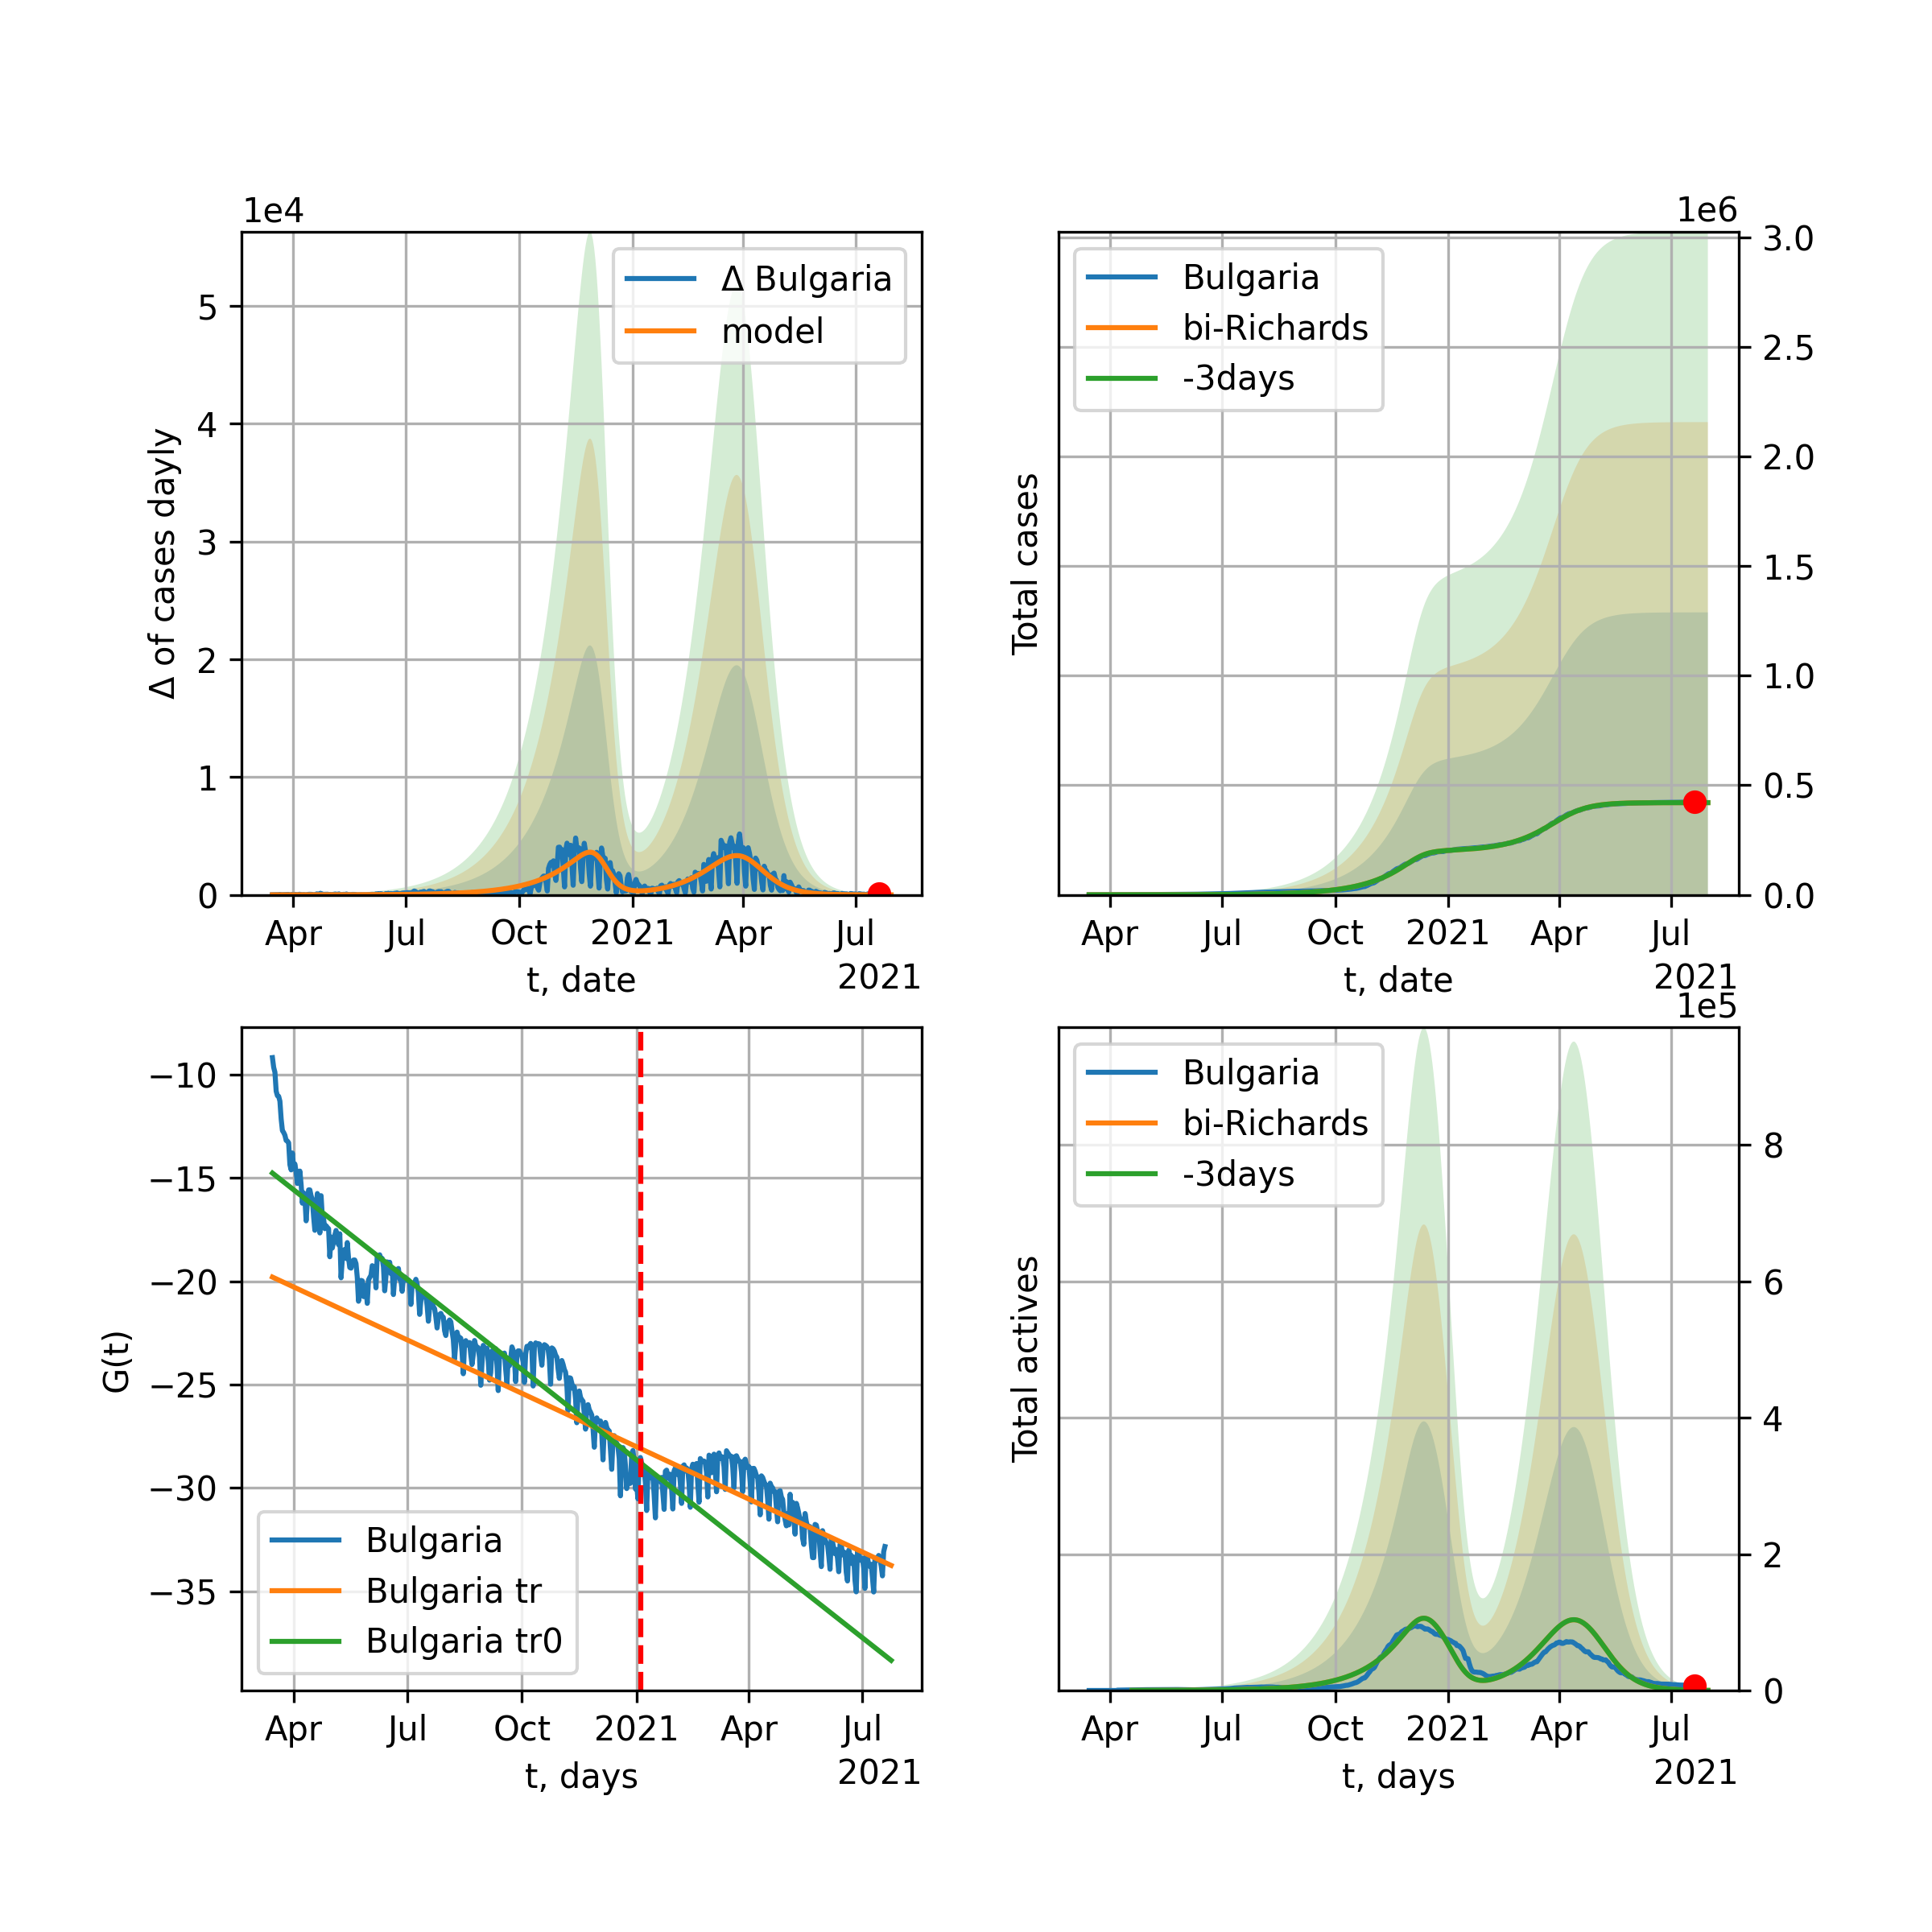 1e4
Δ of cases dayly
5
4
3
2
1
0
Δ Bulgaria
model
Apr Jul Oct 2021 Apr Jul
2021
t, date
1e6
Total cases
Bulgaria
bi-Richards
-3days
3.0
2.5
2.0
1.5
1.0
0.5
0.0
Apr Jul Oct 2021 Apr Jul
2021
t, date
G(t)
−10
−15
−20
−25
−30
−35
Bulgaria
Bulgaria tr
Bulgaria tr0
Apr Jul Oct 2021 Apr Jul
2021
t, days
1e5
Total actives
Bulgaria
bi-Richards
-3days
8
6
4
2
0
Apr Jul Oct 2021 Apr Jul
2021
t, days